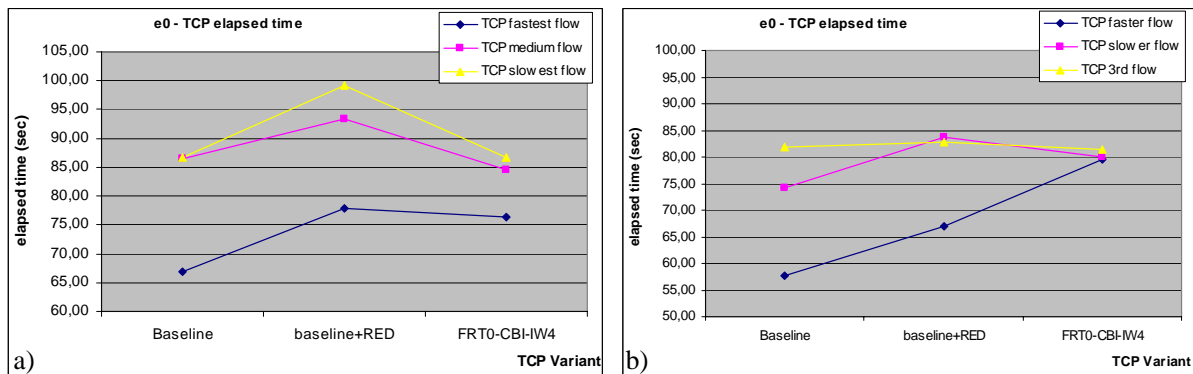 e0 - TCP elapsed time
TCP fastest flow
TCP medium flow
TCP slow est flow
105,00
100,00
95,00
90,00
85,00
80,00
75,00
70,00
65,00
60,00
elapsed time (sec)
Baseline
baseline+RED
FRT0-CBI-IW4
TCP Variant
a)
e0 - TCP elapsed time
TCP faster flow
TCP slow er flow
TCP 3rd flow
100,00
95,00
90,00
85,00
80,00
75,00
70,00
65,00
60,00
55,00
50,00
elapsed time (sec)
Baseline
baseline+RED
FRT0-CBI-IW4
TCP Variant
b)